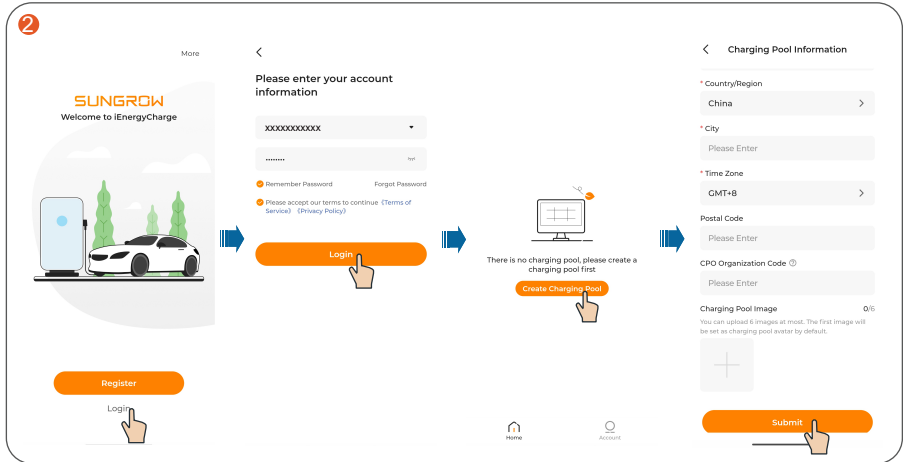 2
More
SUNGROW
Welcome to iEnergyCharge
Register
Login
Please enter your account
information
XXXXXXXXXXX
........
Remember Password
Forgot Password
Please accept our terms to continue《Terms of
Service》《Privacy Policy》
Login
There is no charging pool, please create a
charging pool first
Create Charging Pool
Home
Account
Charging Pool Information
* Country/Region
China
* City
Please Enter
* Time Zone
GMT+8
Postal Code
Please Enter
CPO Organization Code ?
Please Enter
Charging Pool Image 0/6
You can upload 6 images at most. The first image will
be set as charging pool avatar by default.
Submit